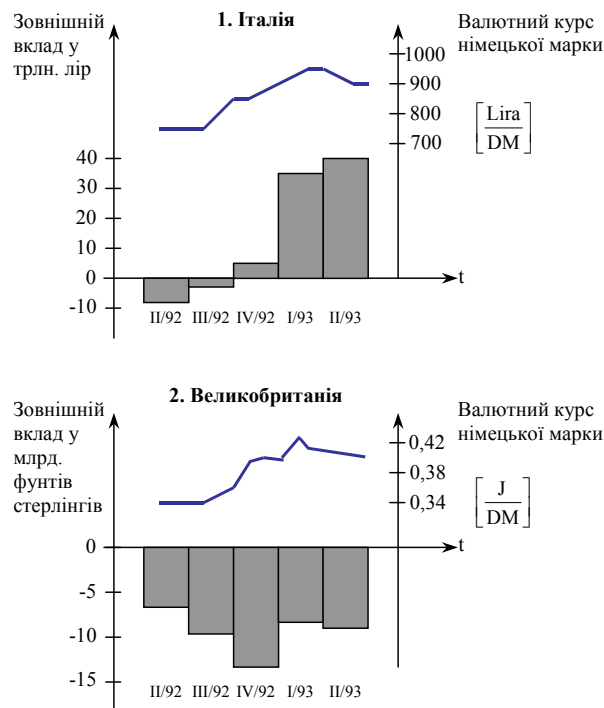 1. Італія
Зовнішній
вклад у
трлн. лір
Валютний курс
німецької марки
1000
900
800
700
[Lira
DM]
40
30
20
10
0
-10
t
II/92 III/92 IV/92 I/93 II/93
2. Великобританія
Зовнішній
вклад у
млрд.
фунтів
стерлінгів
Валютний курс
німецької марки
0,42
0,38
0,34
[J
DM]
0
-5
-10
-15
t
II/92 III/92 IV/92 I/93 II/93